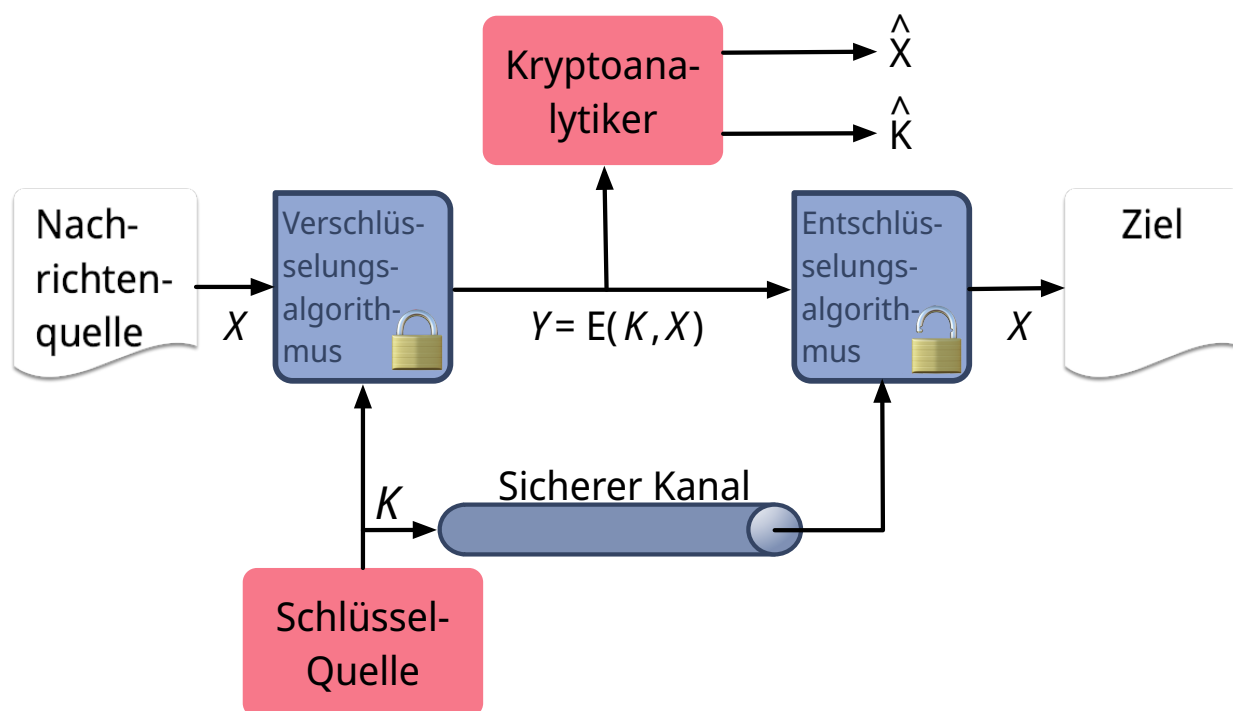 Kryptoana-
lytiker
^
X
^
K
Nach-
richten-
quelle
X
Verschlüs-
selungs-
algorith-
mus
Y = E(K,X)
Entschlüs-
selungs-
algorith-
mus
X
Ziel
K
Sicherer Kanal
Schlüssel-
Quelle